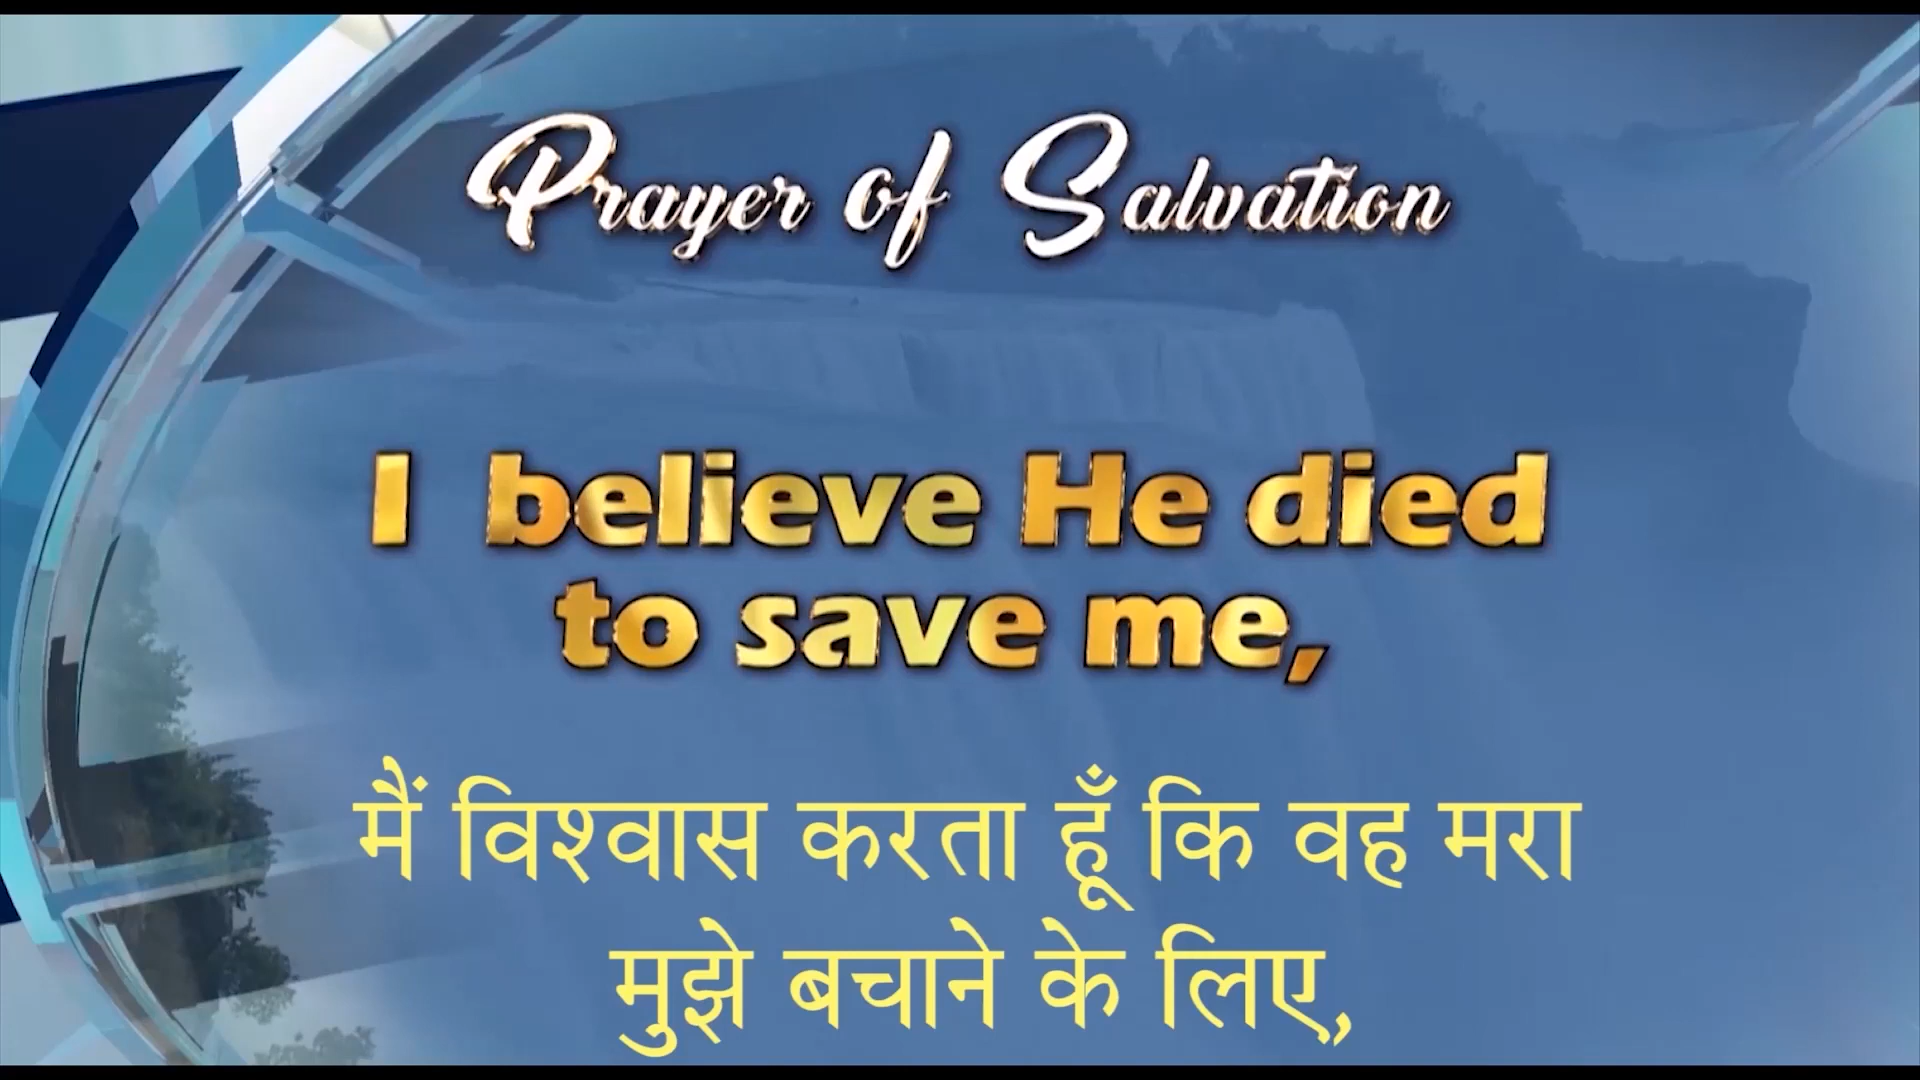 Prayer of Salvation
I believe He died
to save me,
मैं विश्वास करता हूँ कि वह मरा
मुझे बचाने के लिए,